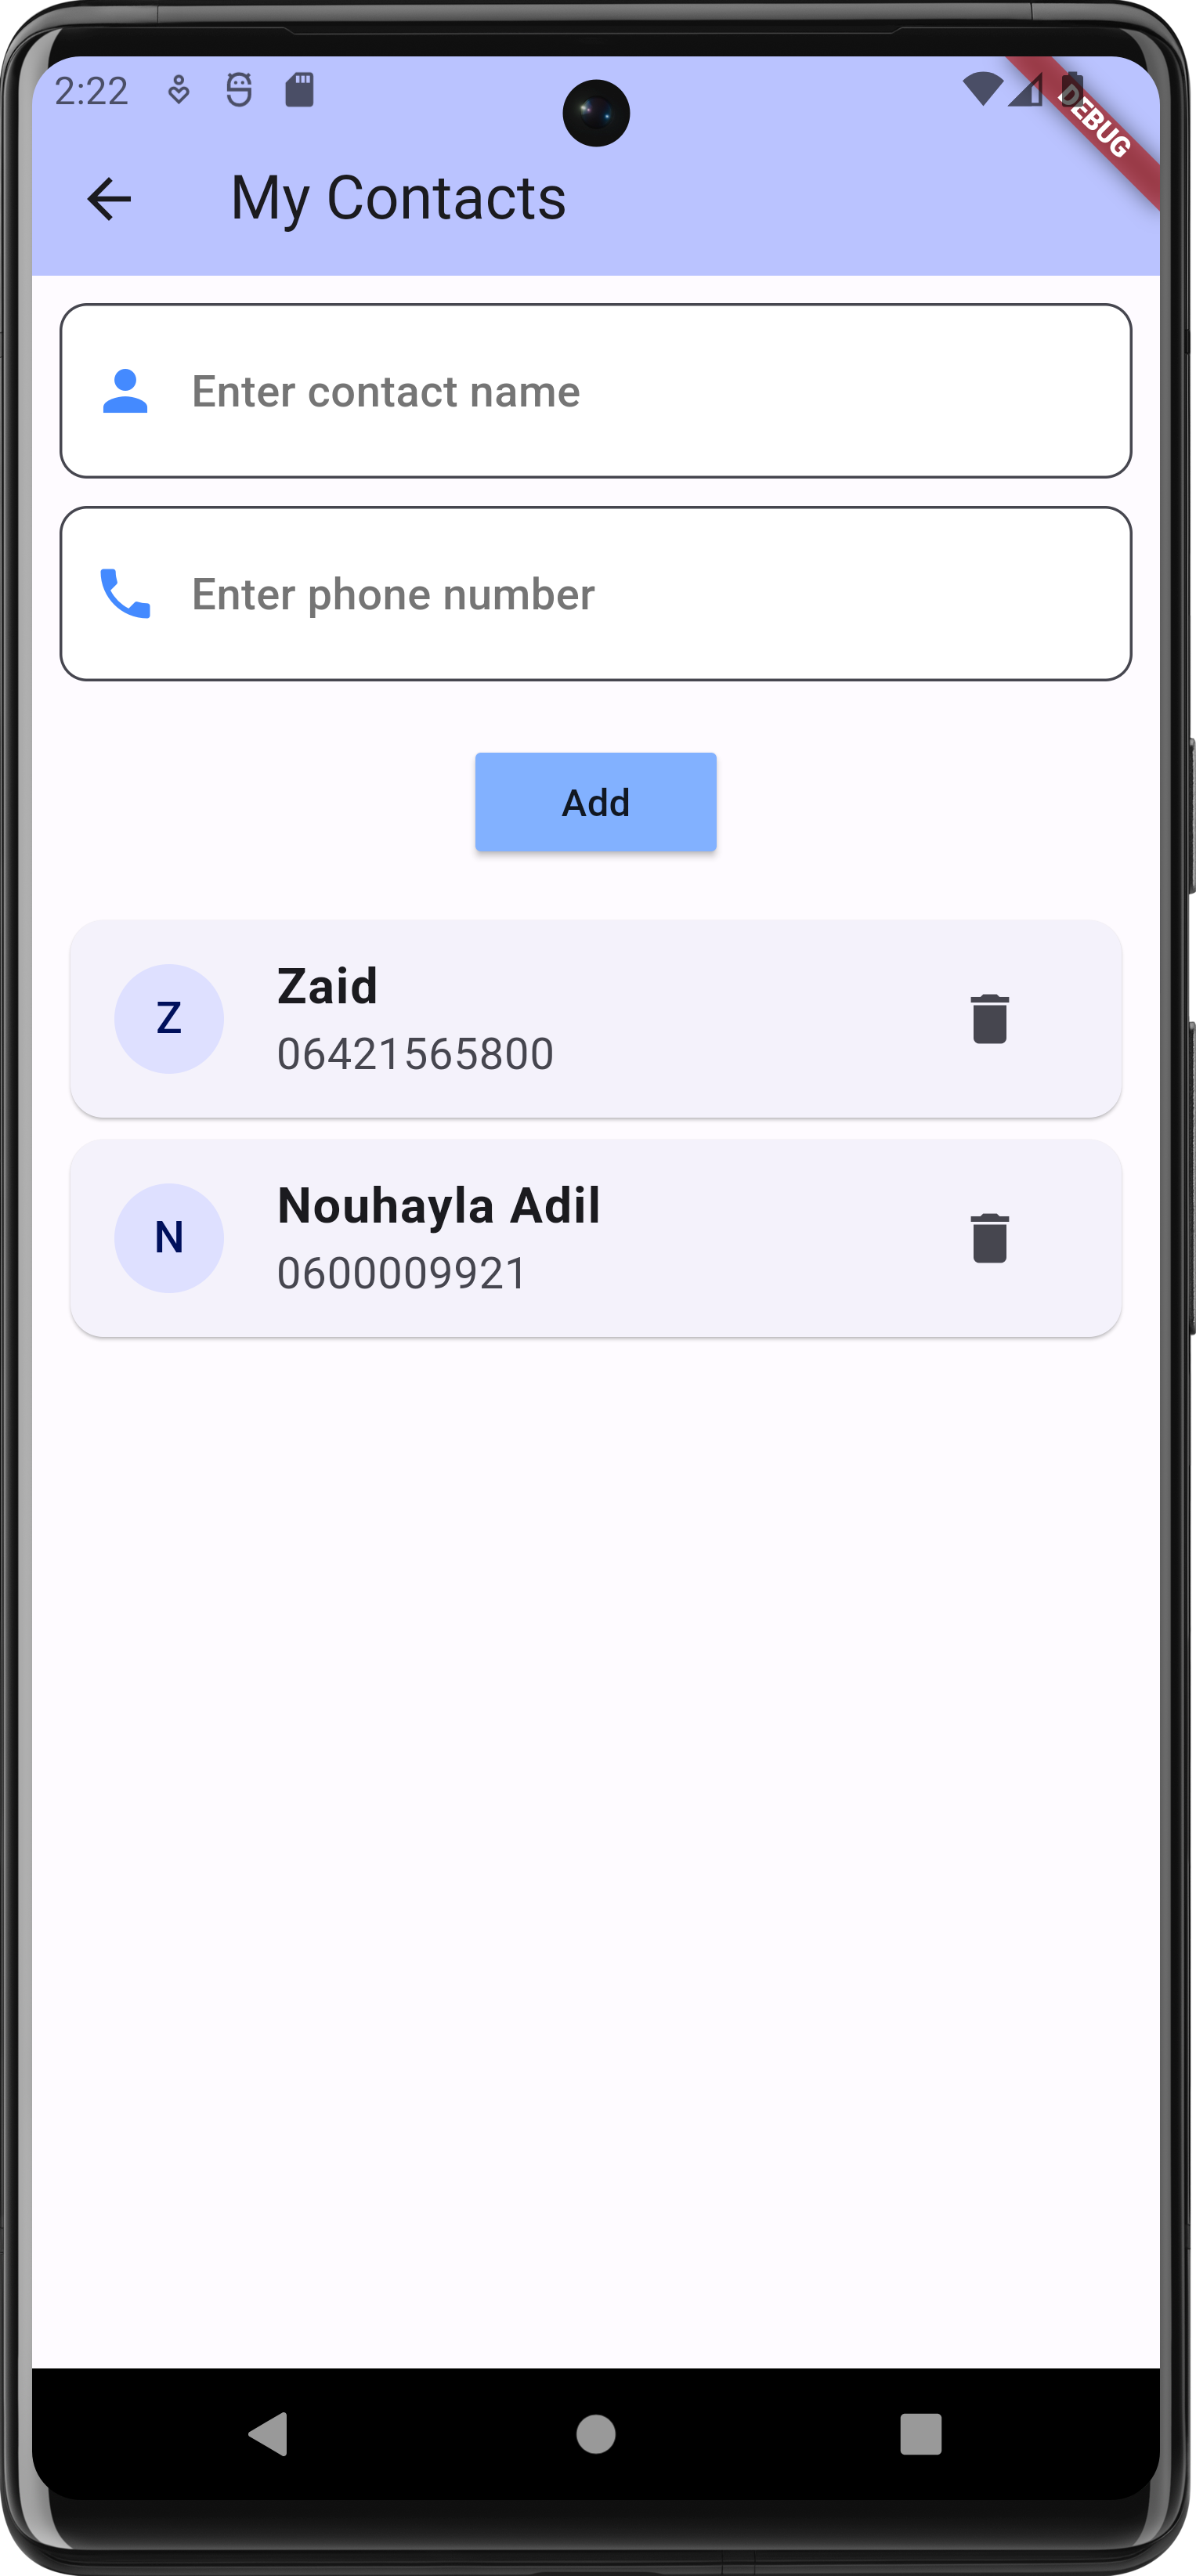 2:22
DEBUG
My Contacts
Enter contact name
Enter phone number
Add
Z
Zaid
06421565800
N
Nouhayla Adil
0600009921